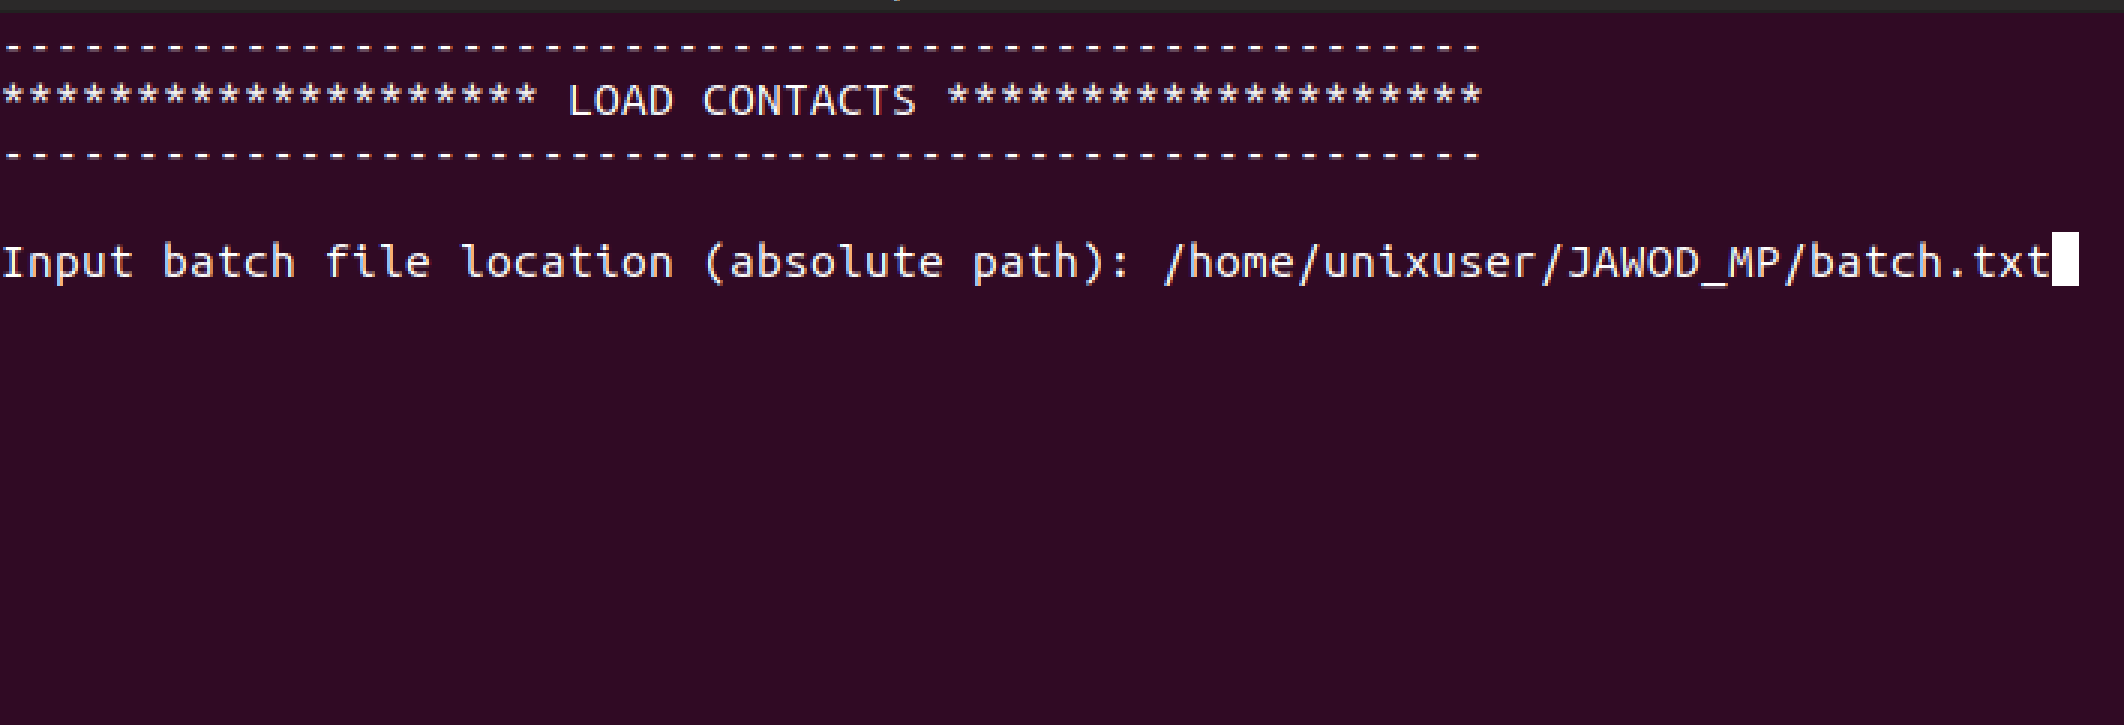 -------------------------------------------------------
******************** LOAD CONTACTS ********************
-------------------------------------------------------
Input batch file location (absolute path): /home/unixuser/JAWOD_MP/batch.txt